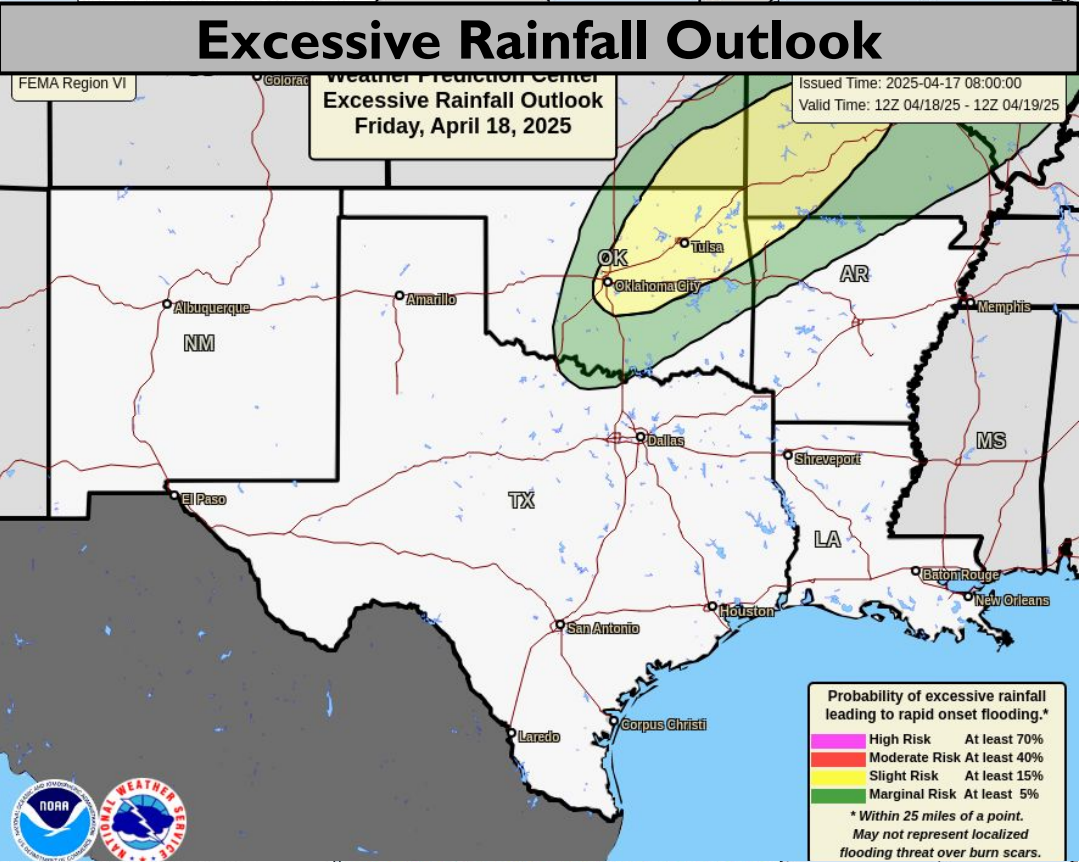 Excessive Rainfall Outlook
FEMA Region VI
Colorad
Weather Prediction Center
Excessive Rainfall Outlook
Friday, April 18, 2025
Issued Time: 2025-04-17 08:00:00
Valid Time: 12Z 04/18/25 - 12Z 04/19/25
Tulsa
OK
Oklahoma City
AR
Albuquerque
Amarillo
Memphis
NM
Dallas
MS
Shreveport
El Paso
TX
LA
Baton Rouge
New Orleans
Houston
San Antonio
Corpus Christi
Laredo
Probability of excessive rainfall
leading to rapid onset flooding.*
High Risk At least 70%
Moderate Risk At least 40%
Slight Risk At least 15%
Marginal Risk At least 5%
* Within 25 miles of a point.
May not represent localized
flooding threat over burn scars.
NOAA
NATIONAL WEATHER SERVICE